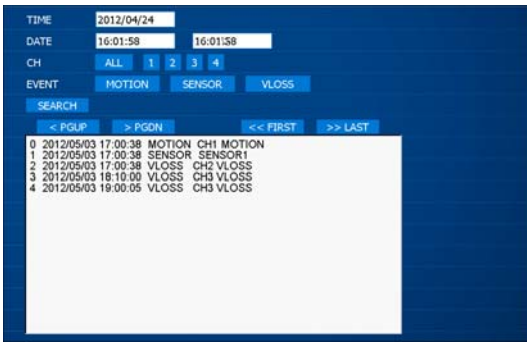 TIME 2012/04/24
DATE 16:01:58 16:01:58
CH ALL 1 2 3 4
EVENT MOTION SENSOR VLOSS
SEARCH
< PGUP > PGDN << FIRST >> LAST
0 2012/05/03 17:00:38 MOTION CH1 MOTION
1 2012/05/03 17:00:38 SENSOR SENSOR1
2 2012/05/03 17:00:38 VLOSS CH2 VLOSS
3 2012/05/03 18:10:00 VLOSS CH3 VLOSS
4 2012/05/03 19:00:05 VLOSS CH3 VLOSS